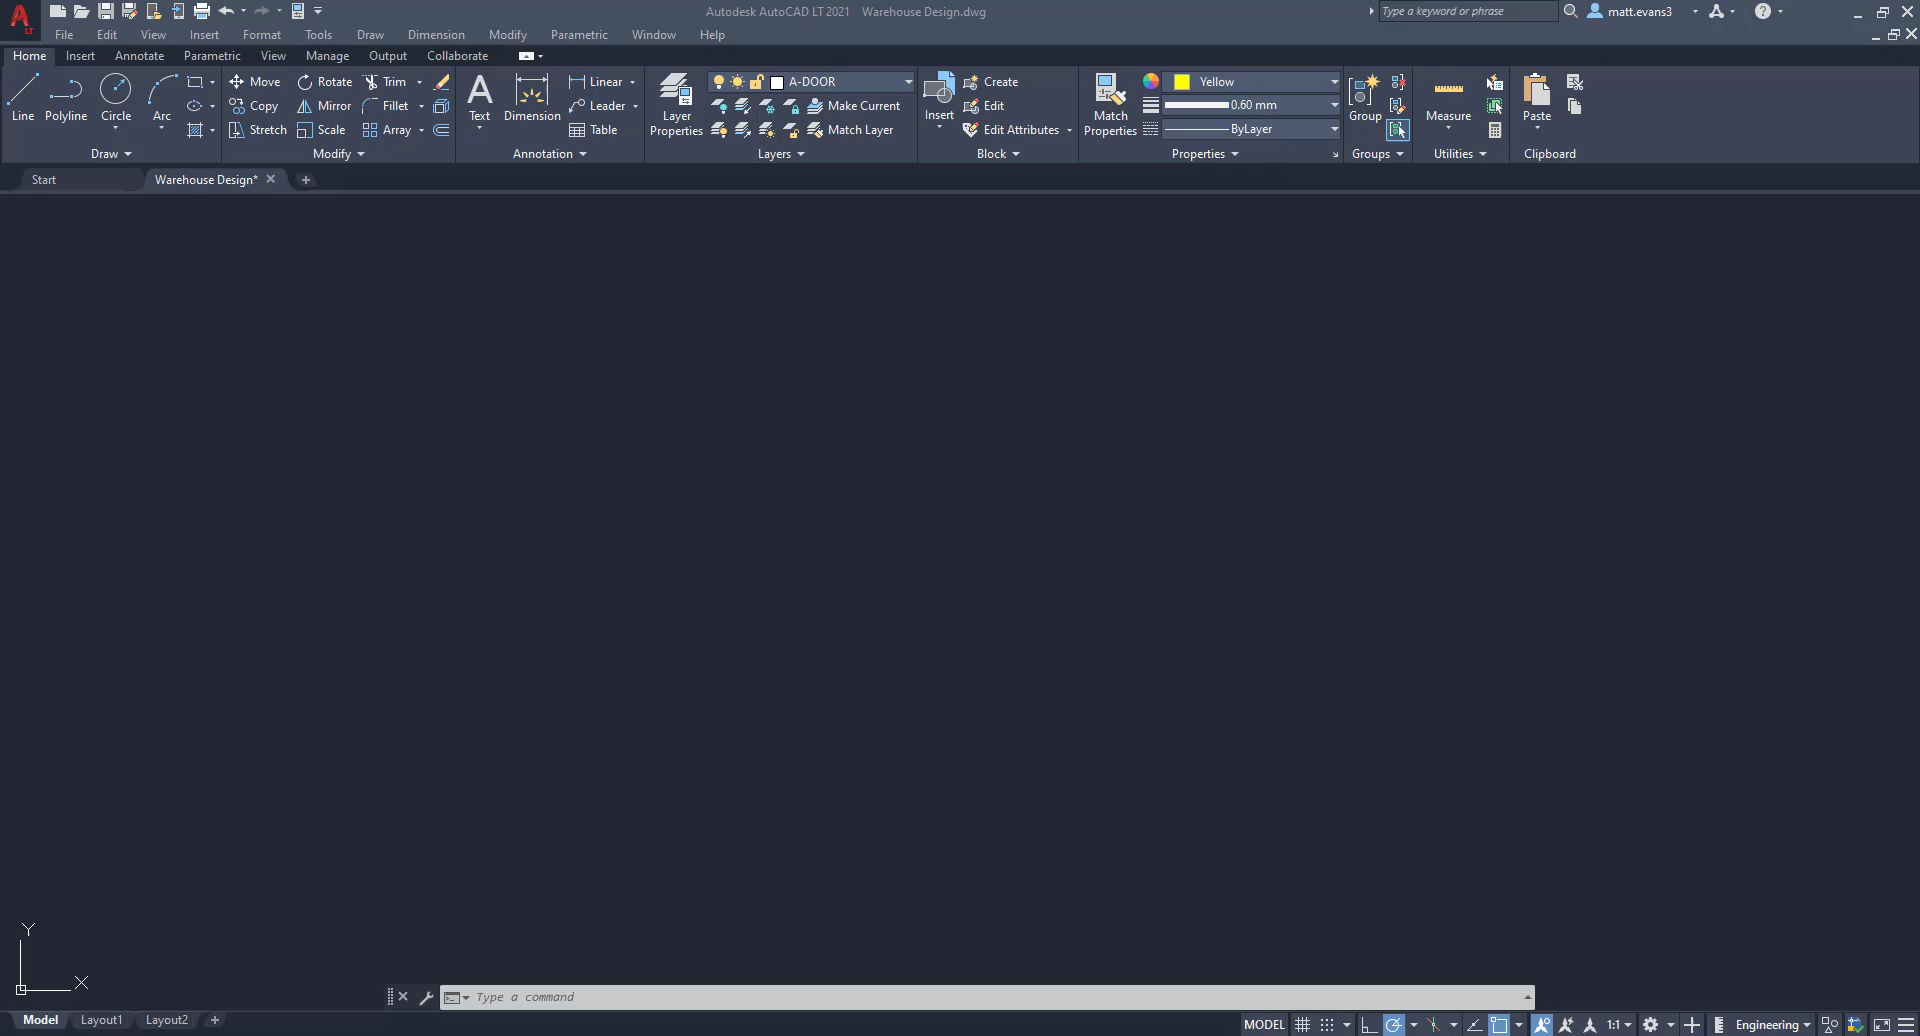 A
LT
Autodesk AutoCAD LT 2021 Warehouse Design.dwg
Type a keyword or phrase
matt.evans3
File Edit View Insert Format Tools Draw Dimension Modify Parametric Window Help
Home Insert Annotate Parametric View Manage Output Collaborate
Line
Polyline
Circle
Arc
Draw
Move Rotate Trim
Copy Mirror Fillet
Stretch Scale Array
Modify
A
Text
Dimension
Linear
Leader
Table
Annotation
Layer
Properties
A-DOOR
Make Current
Match Layer
Layers
Insert
Create
Edit
Edit Attributes
Block
Match
Properties
Yellow
0.60 mm
ByLayer
Properties
Group
Groups
Measure
Utilities
Paste
Clipboard
Start
Warehouse Design*
Y
X
Type a command
Model Layout1 Layout2
MODEL
1:1
Engineering